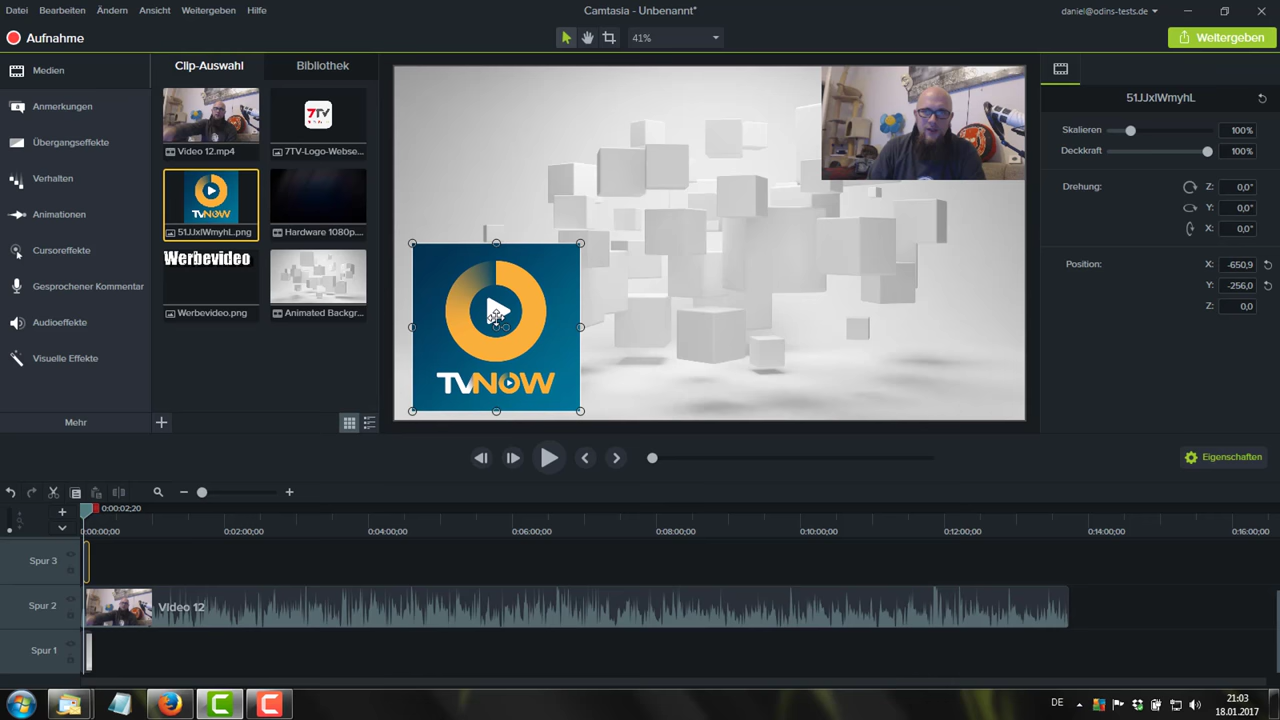 Datei Bearbeiten Ändern Ansicht Weitergeben Hilfe
Camtasia - Unbenannt*
daniel@odins-tests.de
Aufnahme
41%
Weitergeben
Medien
Anmerkungen
Übergangseffekte
Verhalten
Animationen
Cursoreffekte
Gesprochener Kommentar
Audioeffekte
Visuelle Effekte
Mehr
Clip-Auswahl
Bibliothek
Video 12.mp4
7TV
7TV-Logo-Webse...
TVNOW
51JJxlWmyhL.png
Hardware 1080p....
Werbevideo
Werbevideo.png
Animated Backgr...
TVNOW
51JJxlWmyhL
Skalieren 100%
Deckkraft 100%
Drehung: Z: 0,0°
Y: 0,0°
X: 0,0°
Position: X: -650,9
Y: -256,0
Z: 0,0
Eigenschaften
0:00:02;20
0:00:00;00 0:02:00;00 0:04:00;00 0:06:00;00 0:08:00;00 0:10:00;00 0:12:00;00 0:14:00;00 0:16:00;00
Spur 3
Spur 2
Video 12
Spur 1
DE
21:03
18.01.2017